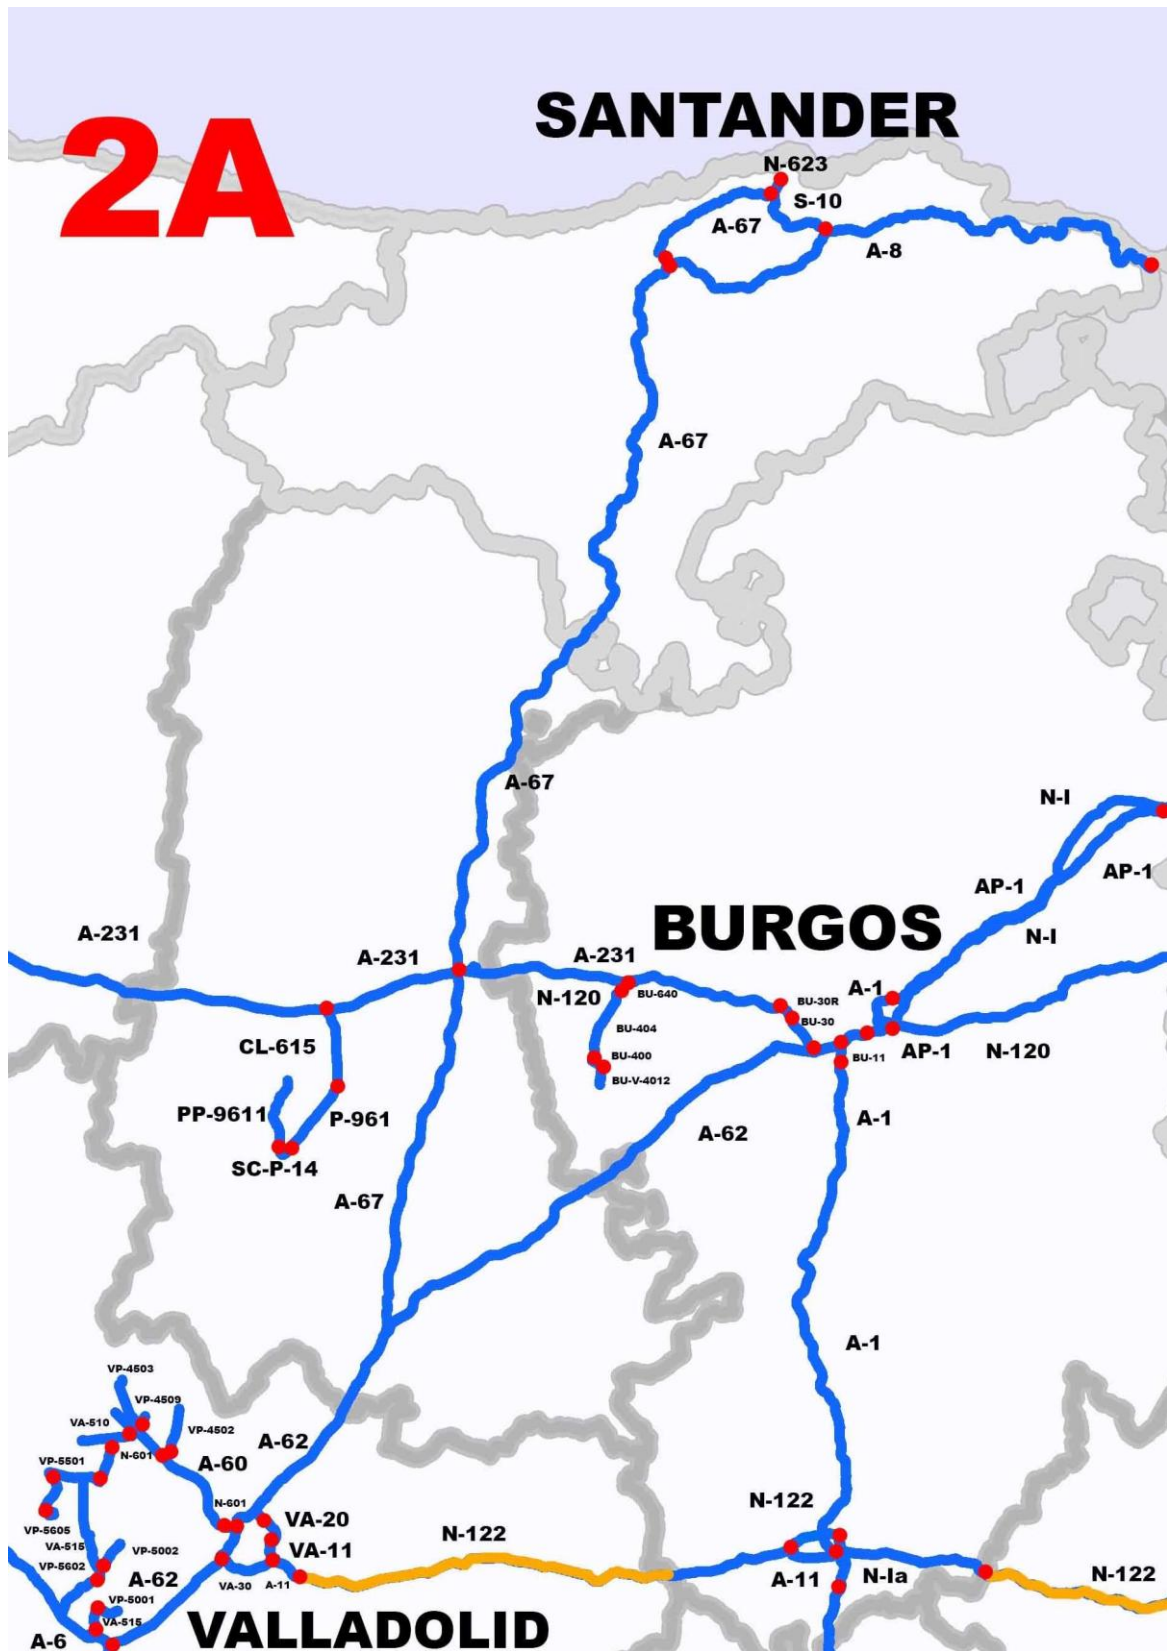 SANTANDER
2A
N-623
S-10
A-67
A-8
A-67
A-67
N-I
AP-1
AP-1
BURGOS
A-231
N-I
A-231
A-231
A-1
N-120
BU-640
BU-30R
BU-30
BU-404
CL-615
AP-1
N-120
BU-400
BU-11
BU-V-4012
PP-9611
P-961
A-1
A-62
SC-P-14
A-67
A-1
VP-4503
VP-4509
VA-510
VP-4502
A-62
N-601
A-60
VP-5501
N-122
N-601
VA-20
VP-5605
N-122
VA-515
VP-5002
VA-11
VP-5602
A-62
A-11
N-Ia
N-122
VA-30
A-11
VP-5001
VA-515
VALLADOLID
A-6